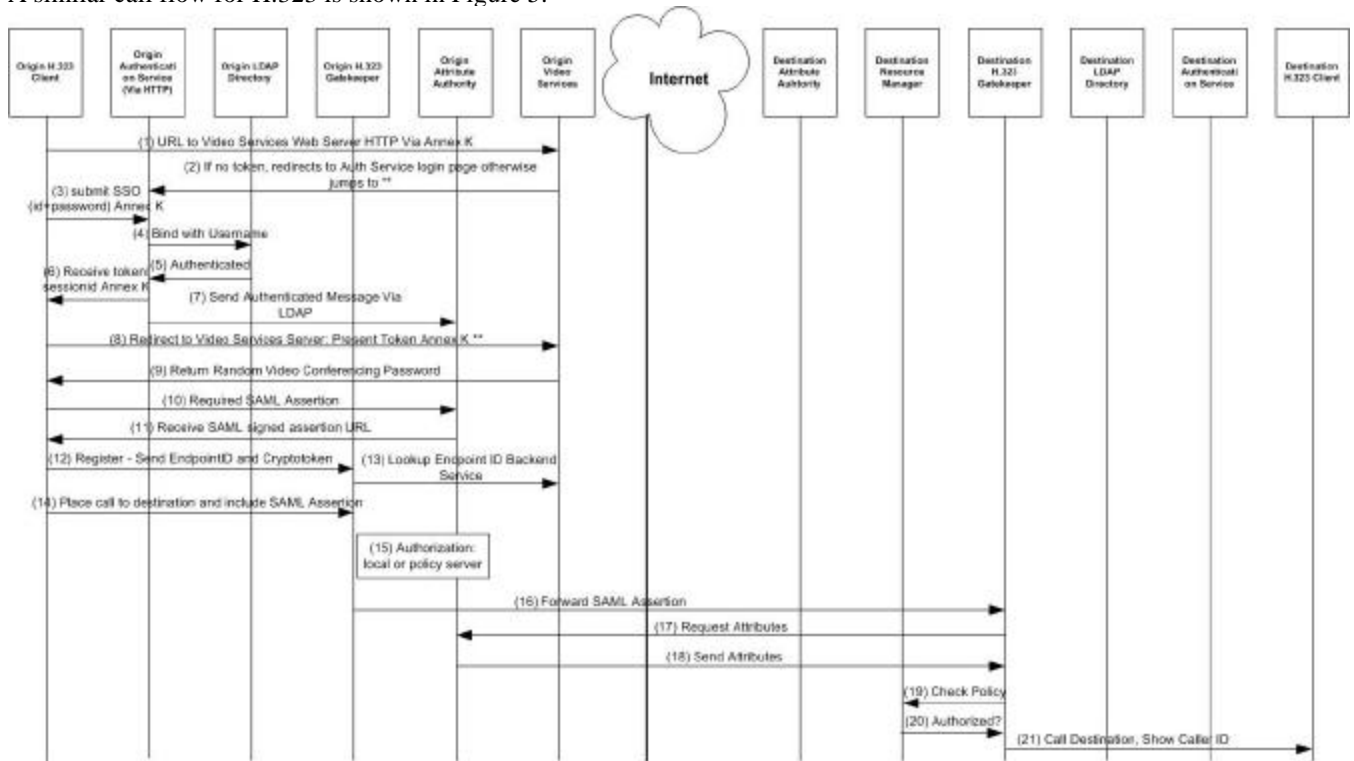 A similar call flow for H.323 is shown in Figure 5.
Origin H.323
Client
Origin
Authenticati
on Service
(Via HTTP)
Origin LDAP
Directory
Origin H.323
Gatekeeper
Origin
Attribute
Authority
Origin
Video
Services
Internet
Destination
Attribute
Auhtority
Destination
Resource
Manager
Destination
H.323
Gatekeeper
Destination
LDAP
Directory
Destination
Authenticati
on Service
Destination
H.323 Client
(1) URL to Video Services Web Server HTTP Via Annex K
(2) If no token, redirects to Auth Service login page otherwise
jumps to **
(3) submit SSO
(id+password) Annex K
(4) Bind with Username
(5) Authenticated
(6) Receive token
sessionid Annex K
(7) Send Authenticated Message Via
LDAP
(8) Redirect to Video Services Server: Present Token Annex K **
(9) Return Random Video Conferencing Password
(10) Required SAML Assertion
(11) Receive SAML signed assertion URL
(12) Register - Send EndpointID and Cryptotoken
(13) Lookup Endpoint ID Backend
Service
(14) Place call to destination and include SAML Assertion
(15) Authorization:
local or policy server
(16) Forward SAML Assertion
(17) Request Attributes
(18) Send Attributes
(19) Check Policy
(20) Authorized?
(21) Call Destination, Show Caller ID